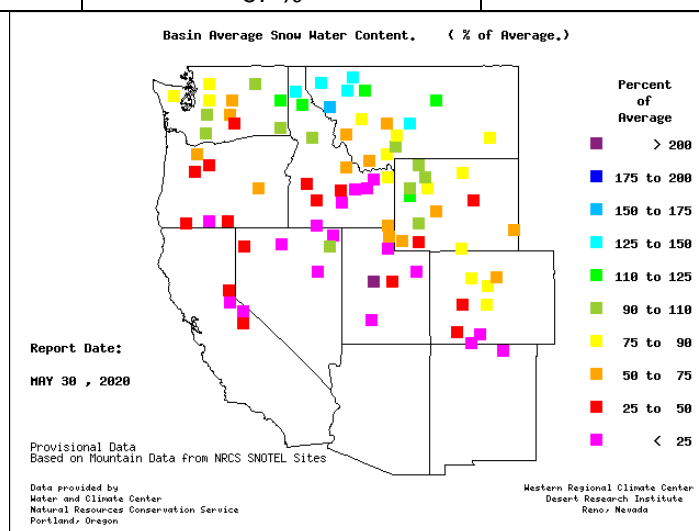 Basin Average Snow Water Content.    ( % of Average.)
Percent
of
Average
> 200
175 to 200
150 to 175
125 to 150
110 to 125
90 to 110
75 to 90
50 to 75
25 to 50
< 25
Report Date:
MAY 30 , 2020
Provisional Data
Based on Mountain Data from NRCS SNOTEL Sites
Data provided by
Water and Climate Center
Natural Resources Conservation Service
Portland, Oregon
Western Regional Climate Center
Desert Research Institute
Reno, Nevada